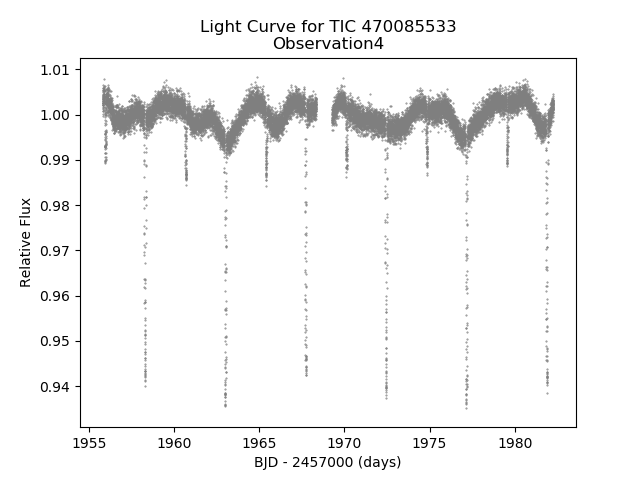 Light Curve for TIC 470085533
Observation4
1.01
1.00
0.99
0.98
0.97
0.96
0.95
0.94
Relative Flux
1955 1960 1965 1970 1975 1980
BJD - 2457000 (days)